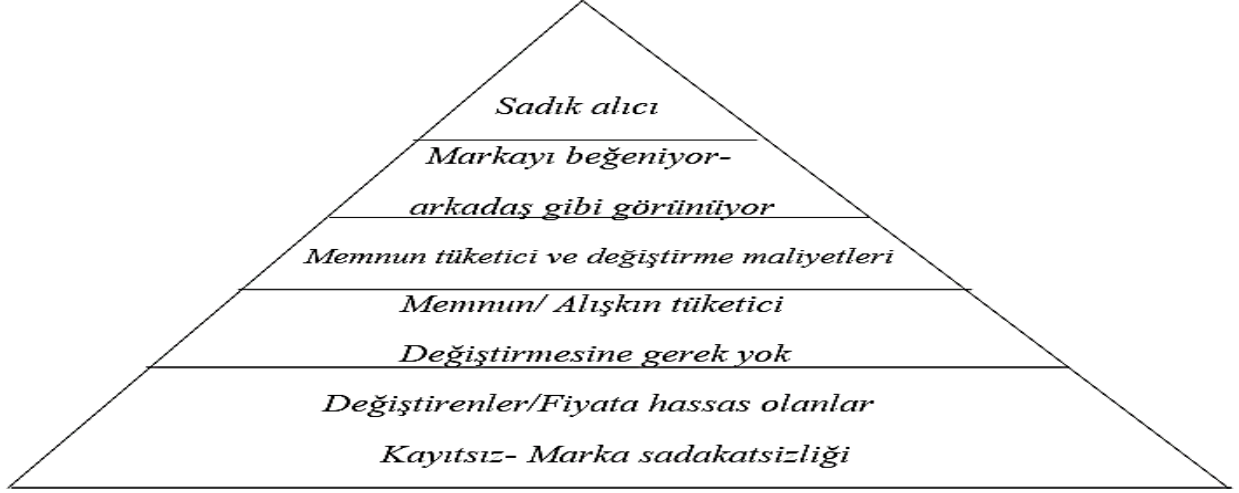 Sadık alıcı
Markayı beğeniyor-
arkadaş gibi görünüyor
Memnun tüketici ve değiştirme maliyetleri
Memnun/ Alışkın tüketici
Değiştirmesine gerek yok
Değiştirenler/Fiyata hassas olanlar
Kayıtsız- Marka sadakatsizliği